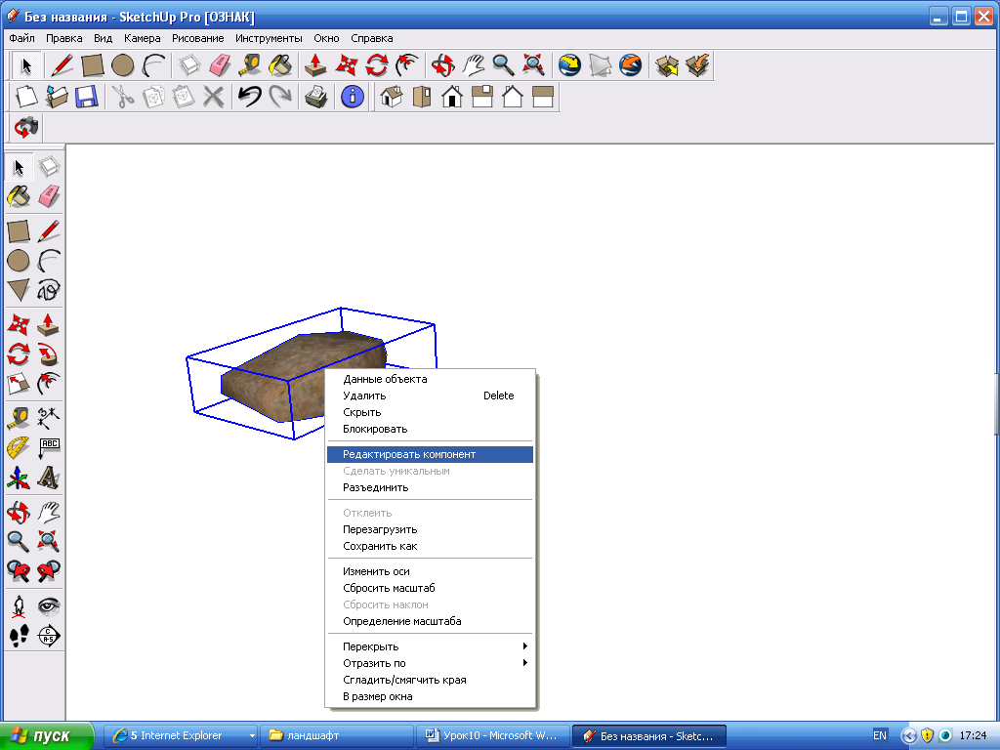 Без названия - SketchUp Pro [ОЗНАК]
Файл Правка Вид Камера Рисование Инструменты Окно Справка
ABC
A
C
A-5
Данные объекта
Удалить Delete
Скрыть
Блокировать
Редактировать компонент
Сделать уникальным
Разъединить
Отклеить
Перезагрузить
Сохранить как
Изменить оси
Сбросить масштаб
Сбросить наклон
Определение масштаба
Перекрыть
Отразить по
Сгладить/смягчить края
В размер окна
пуск 5 Internet Explorer ландшафт Урок10 - Microsoft W... Без названия - Sketc... EN 17:24